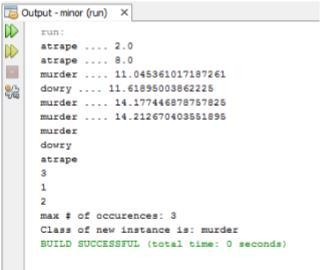 Output - minor (run)
run:
atrape .... 2.0
atrape .... 8.0
murder .... 11.045361017187261
dowry .... 11.61895003862225
murder .... 14.177446878757825
murder .... 14.212670403551895
murder
dowry
atrape
3
1
2
max # of occurences: 3
Class of new instance is: murder
BUILD SUCCESSFUL (total time: 0 seconds)